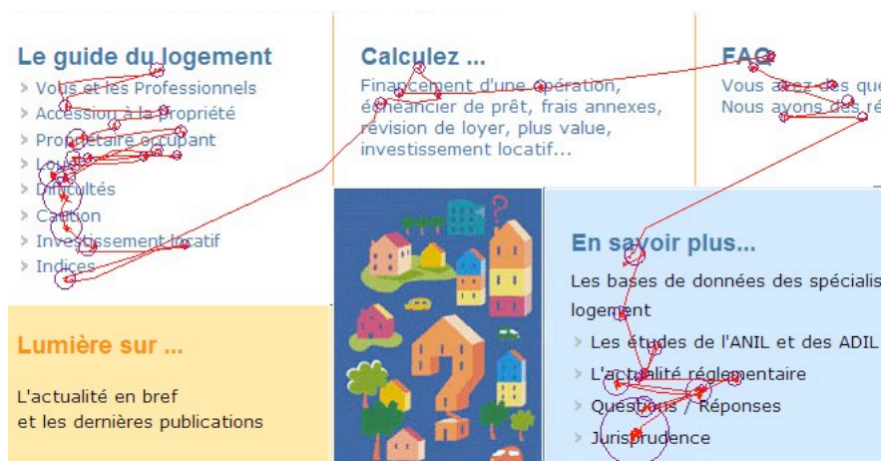 Le guide du logement
Vous et les Professionnels
Accession à la propriété
Propriétaire occupant
Difficultés
Caution
Investissement locatif
Indices
Calculez ...
Financement d'une opération,
échéancier de prêt, frais annexes,
révision de loyer, plus value,
investissement locatif...
FAQ
Vous avez des que
Nous avons des ré
Lumière sur ...
L'actualité en bref
et les dernières publications
En savoir plus...
Les bases de données des spécialis
logement
Les études de l'ANIL et des ADIL
L'actualité réglementaire
Questions / Réponses
Jurisprudence